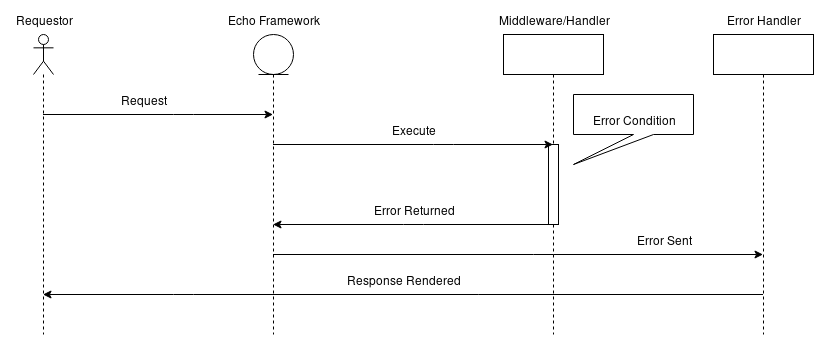 Requestor
Echo Framework
Middleware/Handler
Error Handler
Request
Error Condition
Execute
Error Returned
Error Sent
Response Rendered